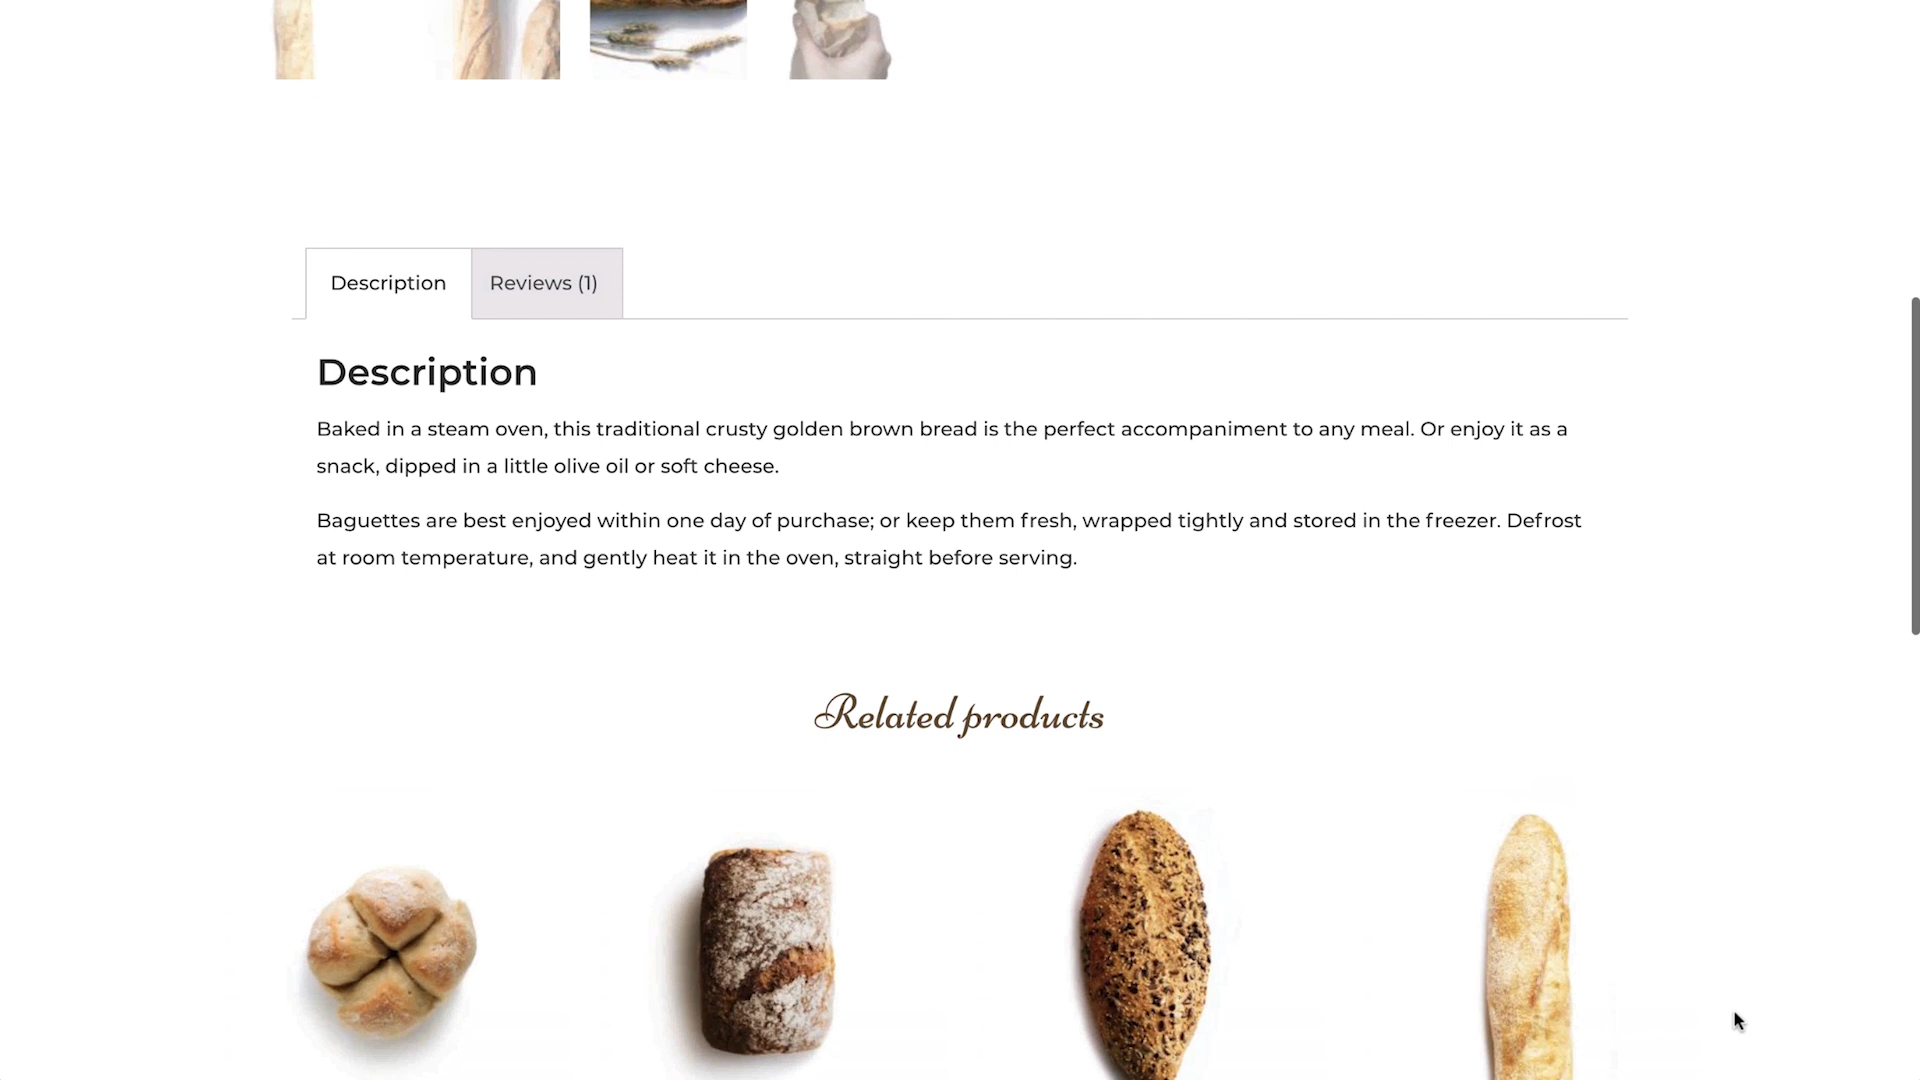 Description
Reviews (1)
Description
Baked in a steam oven, this traditional crusty golden brown bread is the perfect accompaniment to any meal. Or enjoy it as a
snack, dipped in a little olive oil or soft cheese.
Baguettes are best enjoyed within one day of purchase; or keep them fresh, wrapped tightly and stored in the freezer. Defrost
at room temperature, and gently heat it in the oven, straight before serving.
Related products